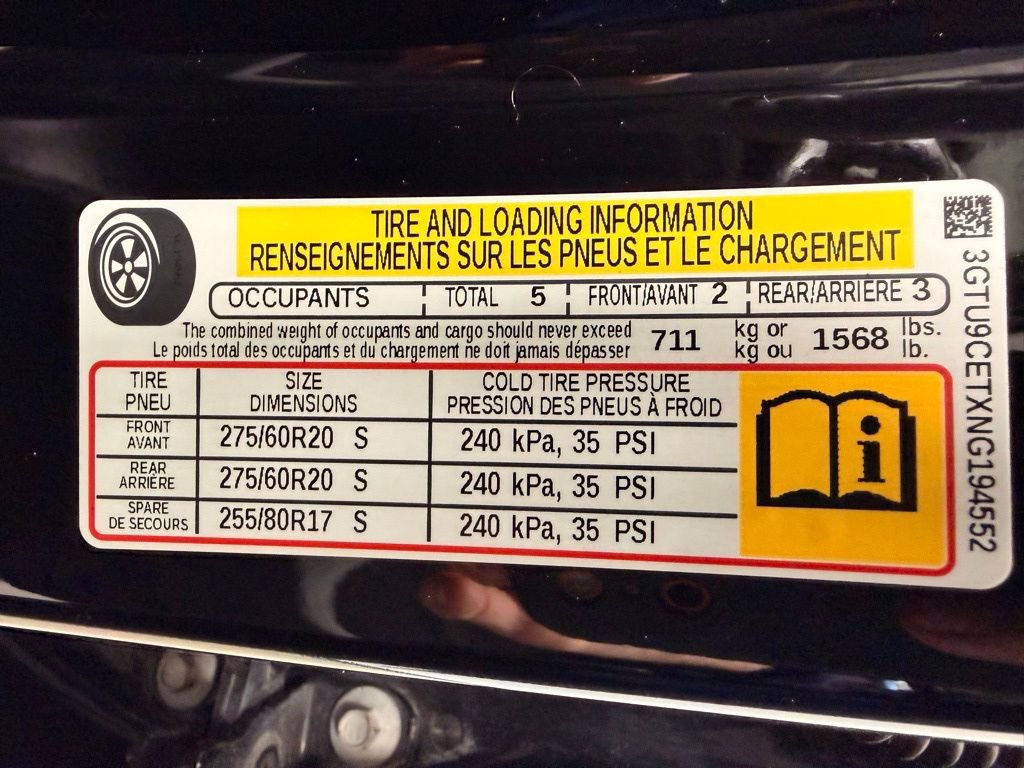 TIRE AND LOADING INFORMATION
RENSEIGNEMENTS SUR LES PNEUS ET LE CHARGEMENT
OCCUPANTS TOTAL 5 FRONT/AVANT 2 REAR/ARRIÈRE 3
The combined weight of occupants and cargo should never exceed 711 kg or 1568 lbs.
Le poids total des occupants et du chargement ne doit jamais dépasser kg ou lb.
TIRE SIZE COLD TIRE PRESSURE
PNEU DIMENSIONS PRESSION DES PNEUS À FROID
FRONT
AVANT 275/60R20 S 240 kPa, 35 PSI
REAR
ARRIÈRE 275/60R20 S 240 kPa, 35 PSI
SPARE
DE SECOURS 255/80R17 S 240 kPa, 35 PSI
i
3GTU9CETXNG194552